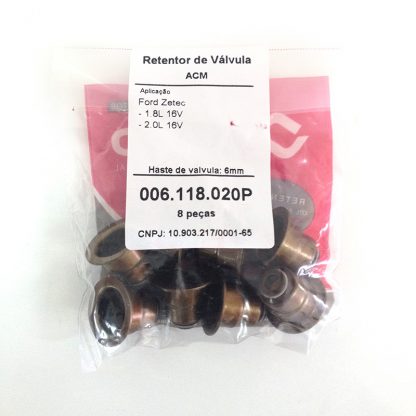 Retentor de Válvula
ACM
Aplicação
Ford Zetec
- 1.8L 16V
- 2.0L 16V
Haste de valvula: 6mm
006.118.020P
8 peças
CNPJ: 10.903.217/0001-65